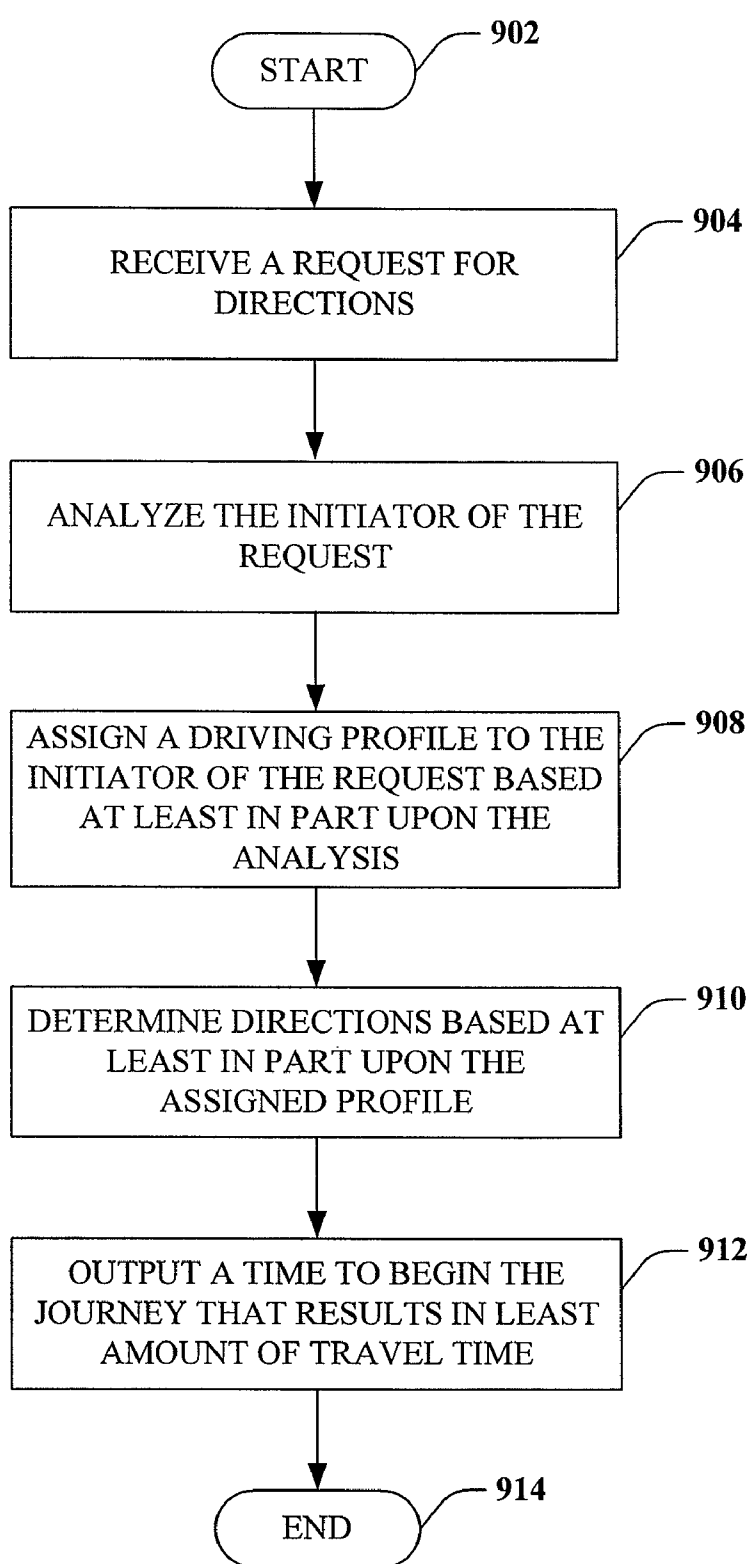 902
START
904
RECEIVE A REQUEST FOR
DIRECTIONS
906
ANALYZE THE INITIATOR OF THE
REQUEST
908
ASSIGN A DRIVING PROFILE TO THE
INITIATOR OF THE REQUEST BASED
AT LEAST IN PART UPON THE
ANALYSIS
910
DETERMINE DIRECTIONS BASED AT
LEAST IN PART UPON THE
ASSIGNED PROFILE
912
OUTPUT A TIME TO BEGIN THE
JOURNEY THAT RESULTS IN LEAST
AMOUNT OF TRAVEL TIME
914
END